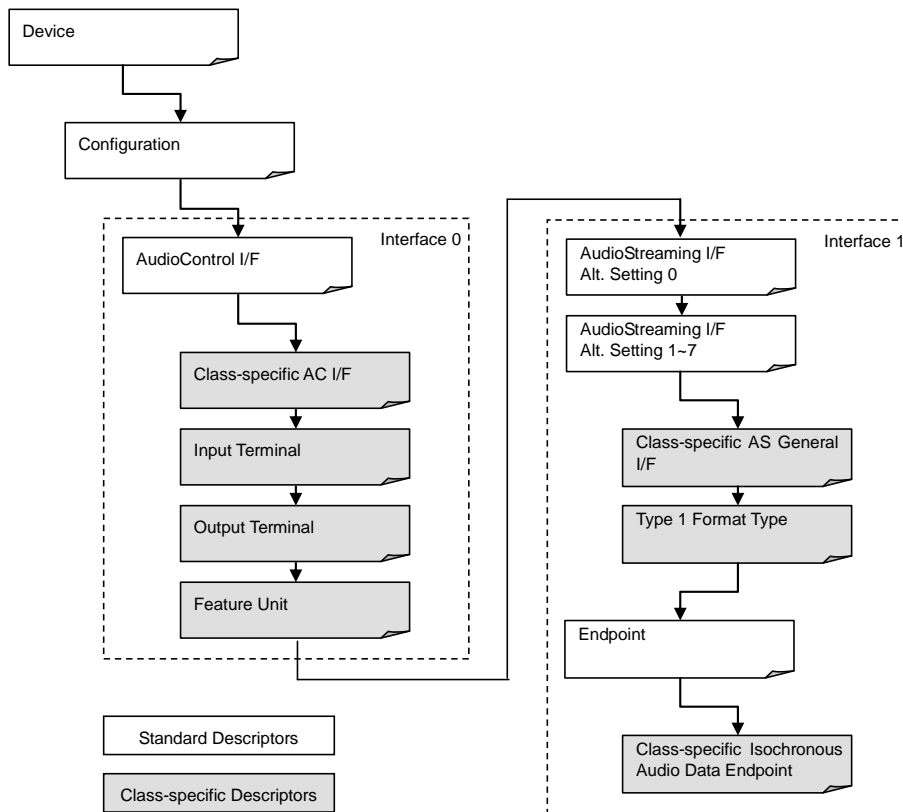 Device
Configuration
Interface 0
AudioControl I/F
Class-specific AC I/F
Input Terminal
Output Terminal
Feature Unit
Standard Descriptors
Class-specific Descriptors
Interface 1
AudioStreaming I/F
Alt. Setting 0
AudioStreaming I/F
Alt. Setting 1~7
Class-specific AS General
I/F
Type 1 Format Type
Endpoint
Class-specific Isochronous
Audio Data Endpoint